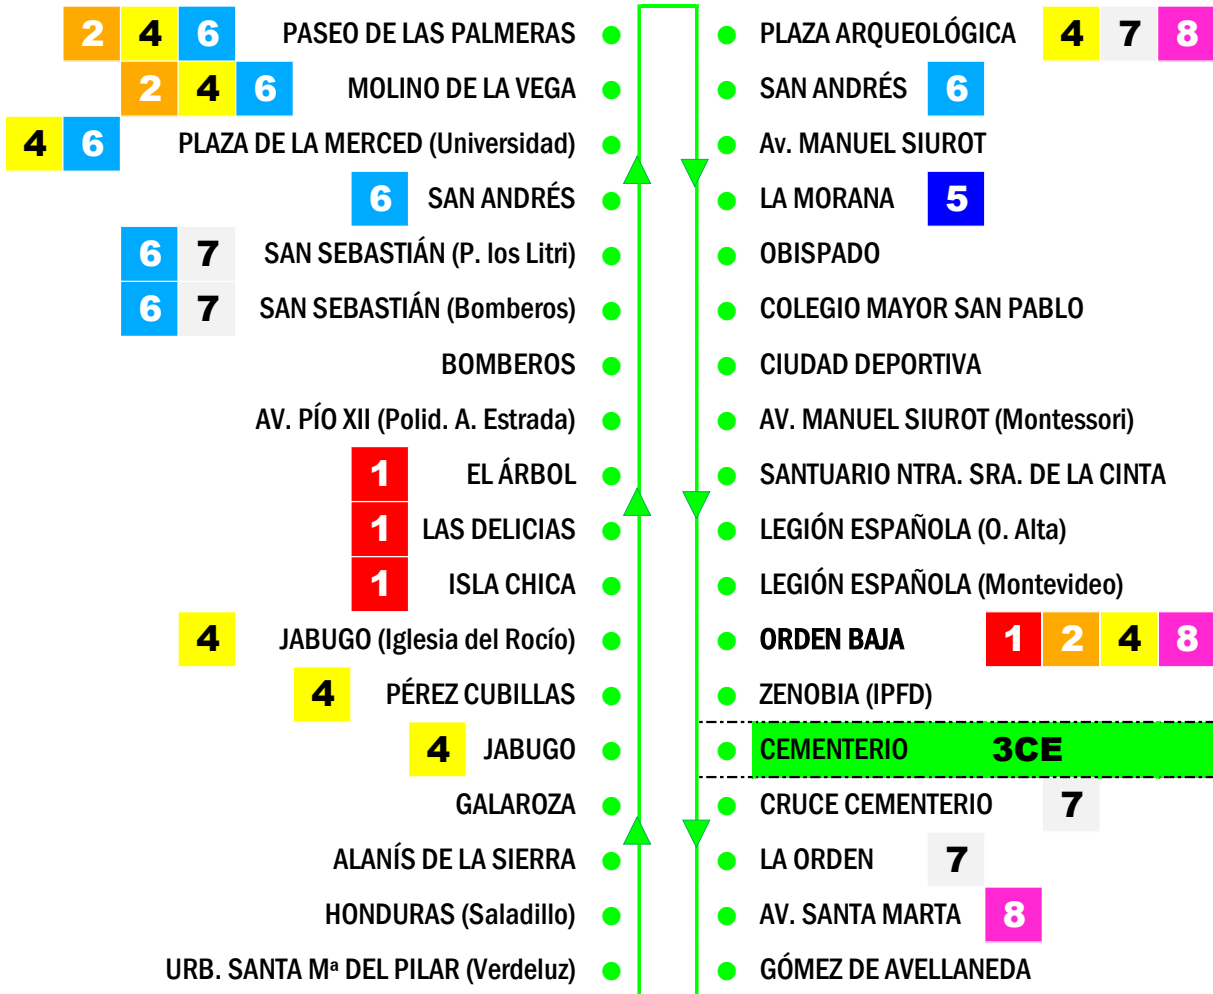 2 4 6 PASEO DE LAS PALMERAS
2 4 6 MOLINO DE LA VEGA
4 6 PLAZA DE LA MERCED (Universidad)
6 SAN ANDRÉS
6 7 SAN SEBASTIÁN (P. los Litri)
6 7 SAN SEBASTIÁN (Bomberos)
BOMBEROS
AV. PÍO XII (Polid. A. Estrada)
1 EL ÁRBOL
1 LAS DELICIAS
1 ISLA CHICA
4 JABUGO (Iglesia del Rocío)
4 PÉREZ CUBILLAS
4 JABUGO
GALAROZA
ALANÍS DE LA SIERRA
HONDURAS (Saladillo)
URB. SANTA Mª DEL PILAR (Verdeluz)
PLAZA ARQUEOLÓGICA 4 7 8
SAN ANDRÉS 6
Av. MANUEL SIUROT
LA MORANA 5
OBISPADO
COLEGIO MAYOR SAN PABLO
CIUDAD DEPORTIVA
AV. MANUEL SIUROT (Montessori)
SANTUARIO NTRA. SRA. DE LA CINTA
LEGIÓN ESPAÑOLA (O. Alta)
LEGIÓN ESPAÑOLA (Montevideo)
ORDEN BAJA 1 2 4 8
ZENOBIA (IPFD)
CEMENTERIO 3CE
CRUCE CEMENTERIO 7
LA ORDEN 7
AV. SANTA MARTA 8
GÓMEZ DE AVELLANEDA